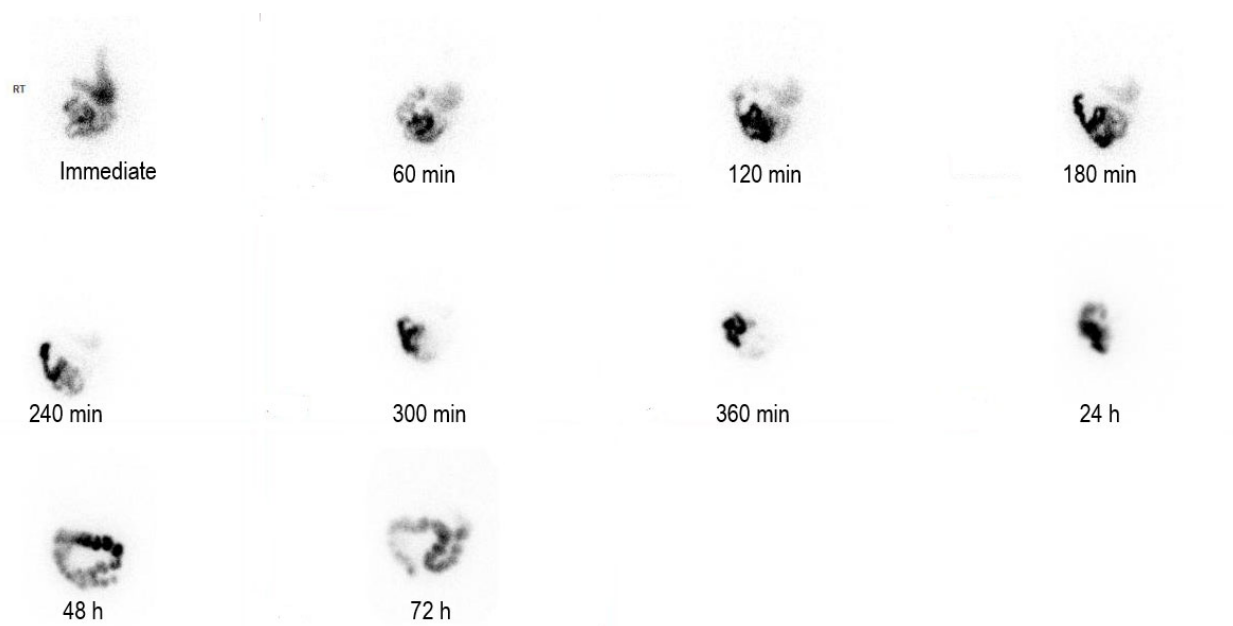 RT
Immediate
60 min
120 min
180 min
240 min
300 min
360 min
24 h
48 h
72 h